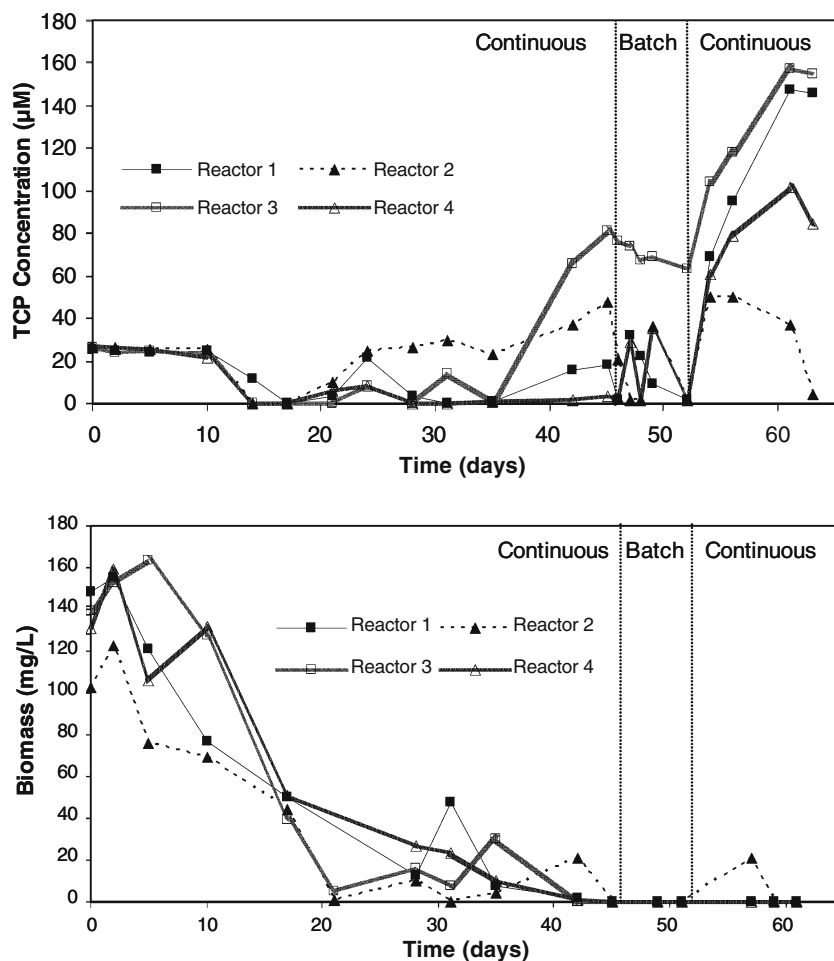 Continuous Batch Continuous
180
160
140
120
100
80
60
40
20
0
TCP Concentration (µM)
Reactor 1 Reactor 2
Reactor 3 Reactor 4
0 10 20 30 40 50 60
Time (days)
Continuous Batch Continuous
180
160
140
120
100
80
60
40
20
0
Biomass (mg/L)
Reactor 1 Reactor 2
Reactor 3 Reactor 4
0 10 20 30 40 50 60
Time (days)